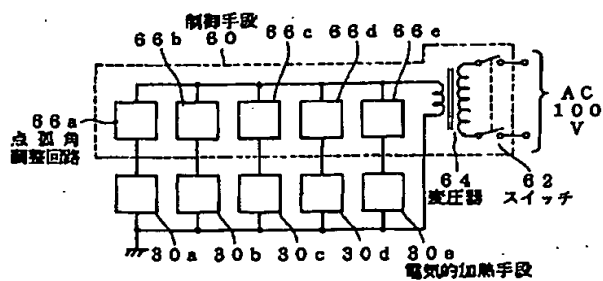 制御手段
66b 60 66c 66d 66e
66a
点弧角
調整回路
AC
100
V
64
変圧器
62
スイッチ
30a 30b 30c 30d 30e
電気的加熱手段